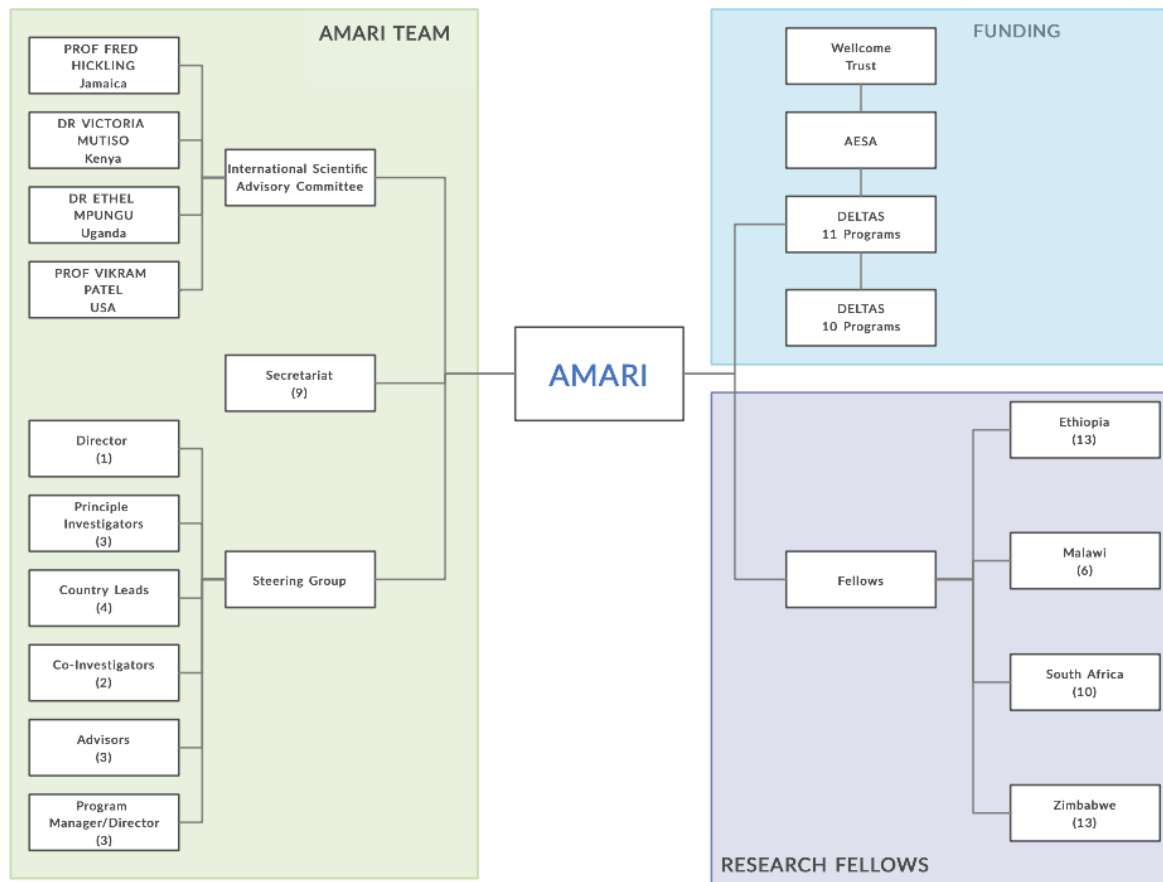 AMARI TEAM
PROF FRED
HICKLING
Jamaica
DR VICTORIA
MUTISO
Kenya
DR ETHEL
MPUNGU
Uganda
PROF VIKRAM
PATEL
USA
International Scientific
Advisory Committee
Secretariat
(9)
Director
(1)
Principle
Investigators
(3)
Country Leads
(4)
Co-Investigators
(2)
Advisors
(3)
Program
Manager/Director
(3)
Steering Group
AMARI
FUNDING
Wellcome
Trust
AESA
DELTAS
11 Programs
DELTAS
10 Programs
Fellows
Ethiopia
(13)
Malawi
(6)
South Africa
(10)
Zimbabwe
(13)
RESEARCH FELLOWS